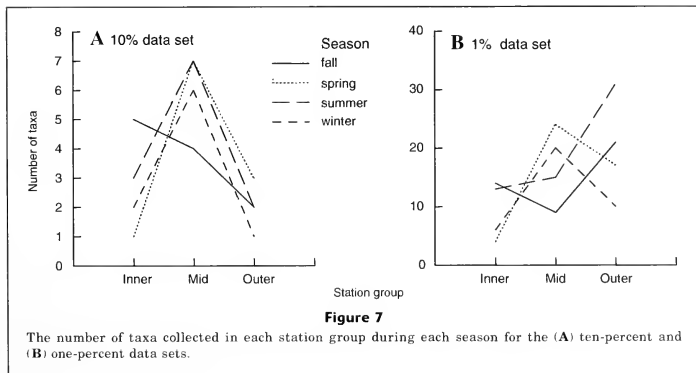 A 10% data set
Season
fall
spring
summer
winter
Number of taxa
8
7
6
5
4
3
2
1
0
Inner
Mid
Outer
B 1% data set
40
30
20
10
0
Inner
Mid
Outer
Station group
Figure 7
The number of taxa collected in each station group during each season for the (A) ten-percent and
(B) one-percent data sets.